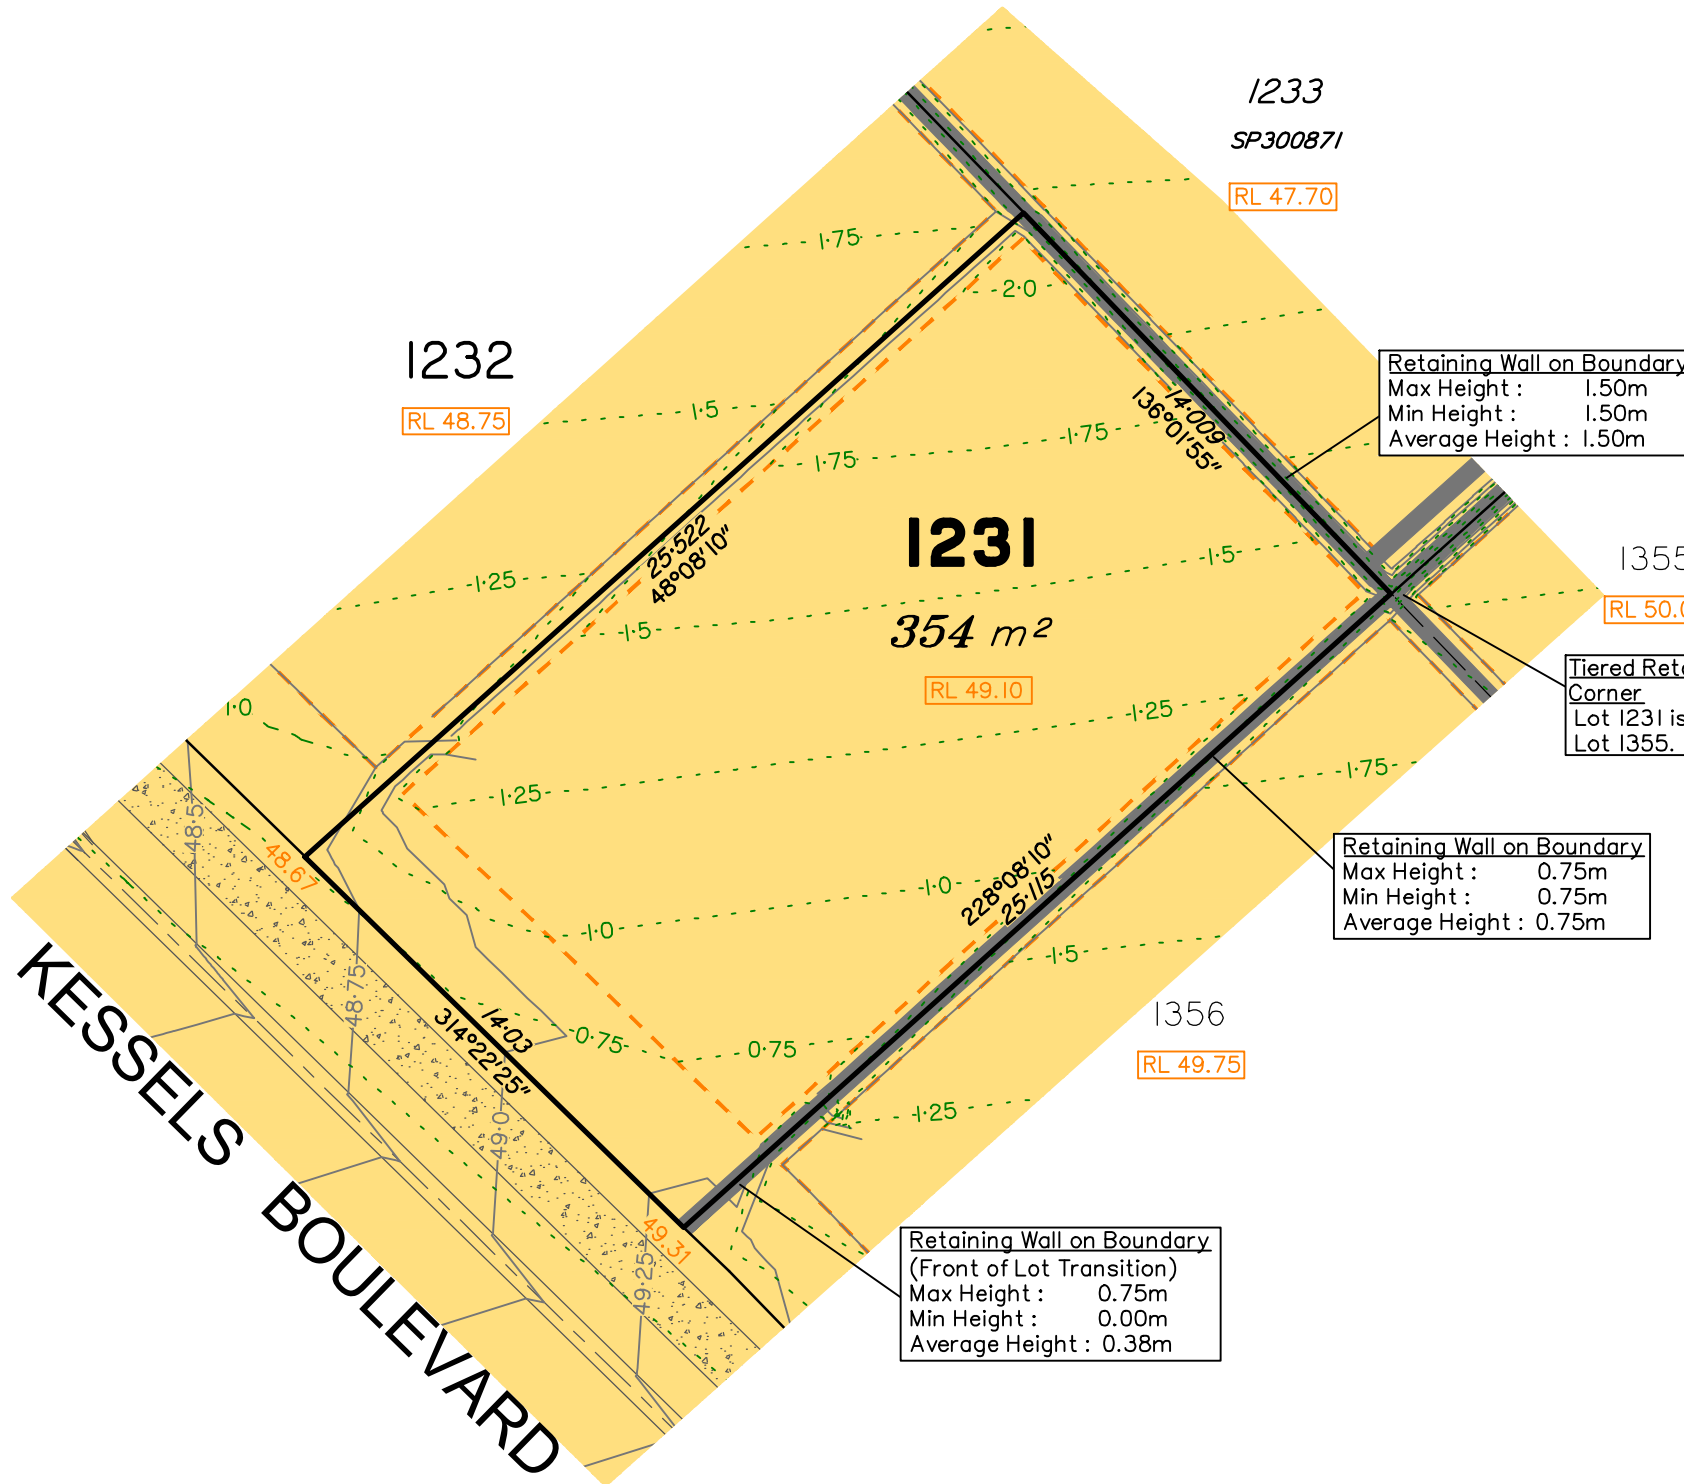 1233
SP300871
RL 47.70
1.75
2.0
1232
RL 48.75
1.5
1.75
1.75
14.009
136°01'55"
Retaining Wall on Boundary
Max Height : 1.50m
Min Height : 1.50m
Average Height : 1.50m
25.522
48°08'10"
1231
354 m²
RL 49.10
1.5
1.25
1.5
1355
RL 50.0
Tiered
Corner
Lot 1231 is
Lot 1355.
1.0
1.25
1.25
1.75
48.5
48.67
228°08'10"
25.115
1.0
1.0
Retaining Wall on Boundary
Max Height : 0.75m
Min Height : 0.75m
Average Height : 0.75m
1.5
48.75
14.03
314°22'25"
0.75
0.75
1356
RL 49.75
1.25
49.0
49.31
49.25
Retaining Wall on Boundary
(Front of Lot Transition)
Max Height : 0.75m
Min Height : 0.00m
Average Height : 0.38m
KESSELS BOULEVARD